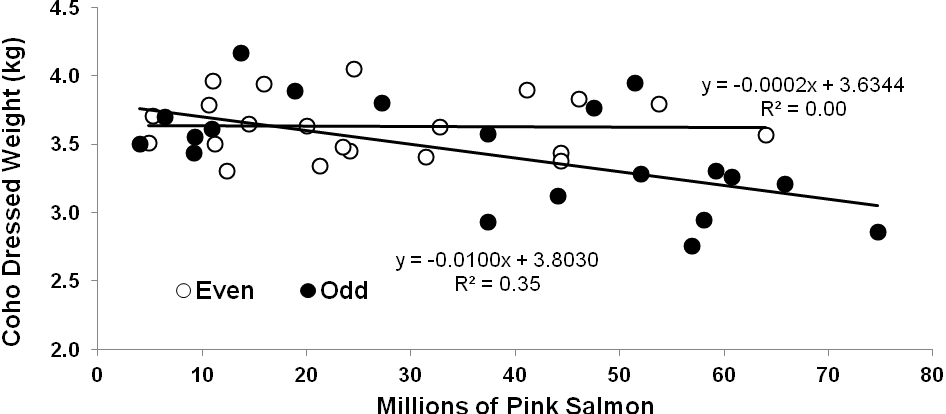 4.5
4.0
3.5
3.0
2.5
2.0
Coho Dressed Weight (kg)
y = -0.0002x + 3.6344
R² = 0.00
y = -0.0100x + 3.8030
R² = 0.35
Even Odd
0 10 20 30 40 50 60 70 80
Millions of Pink Salmon